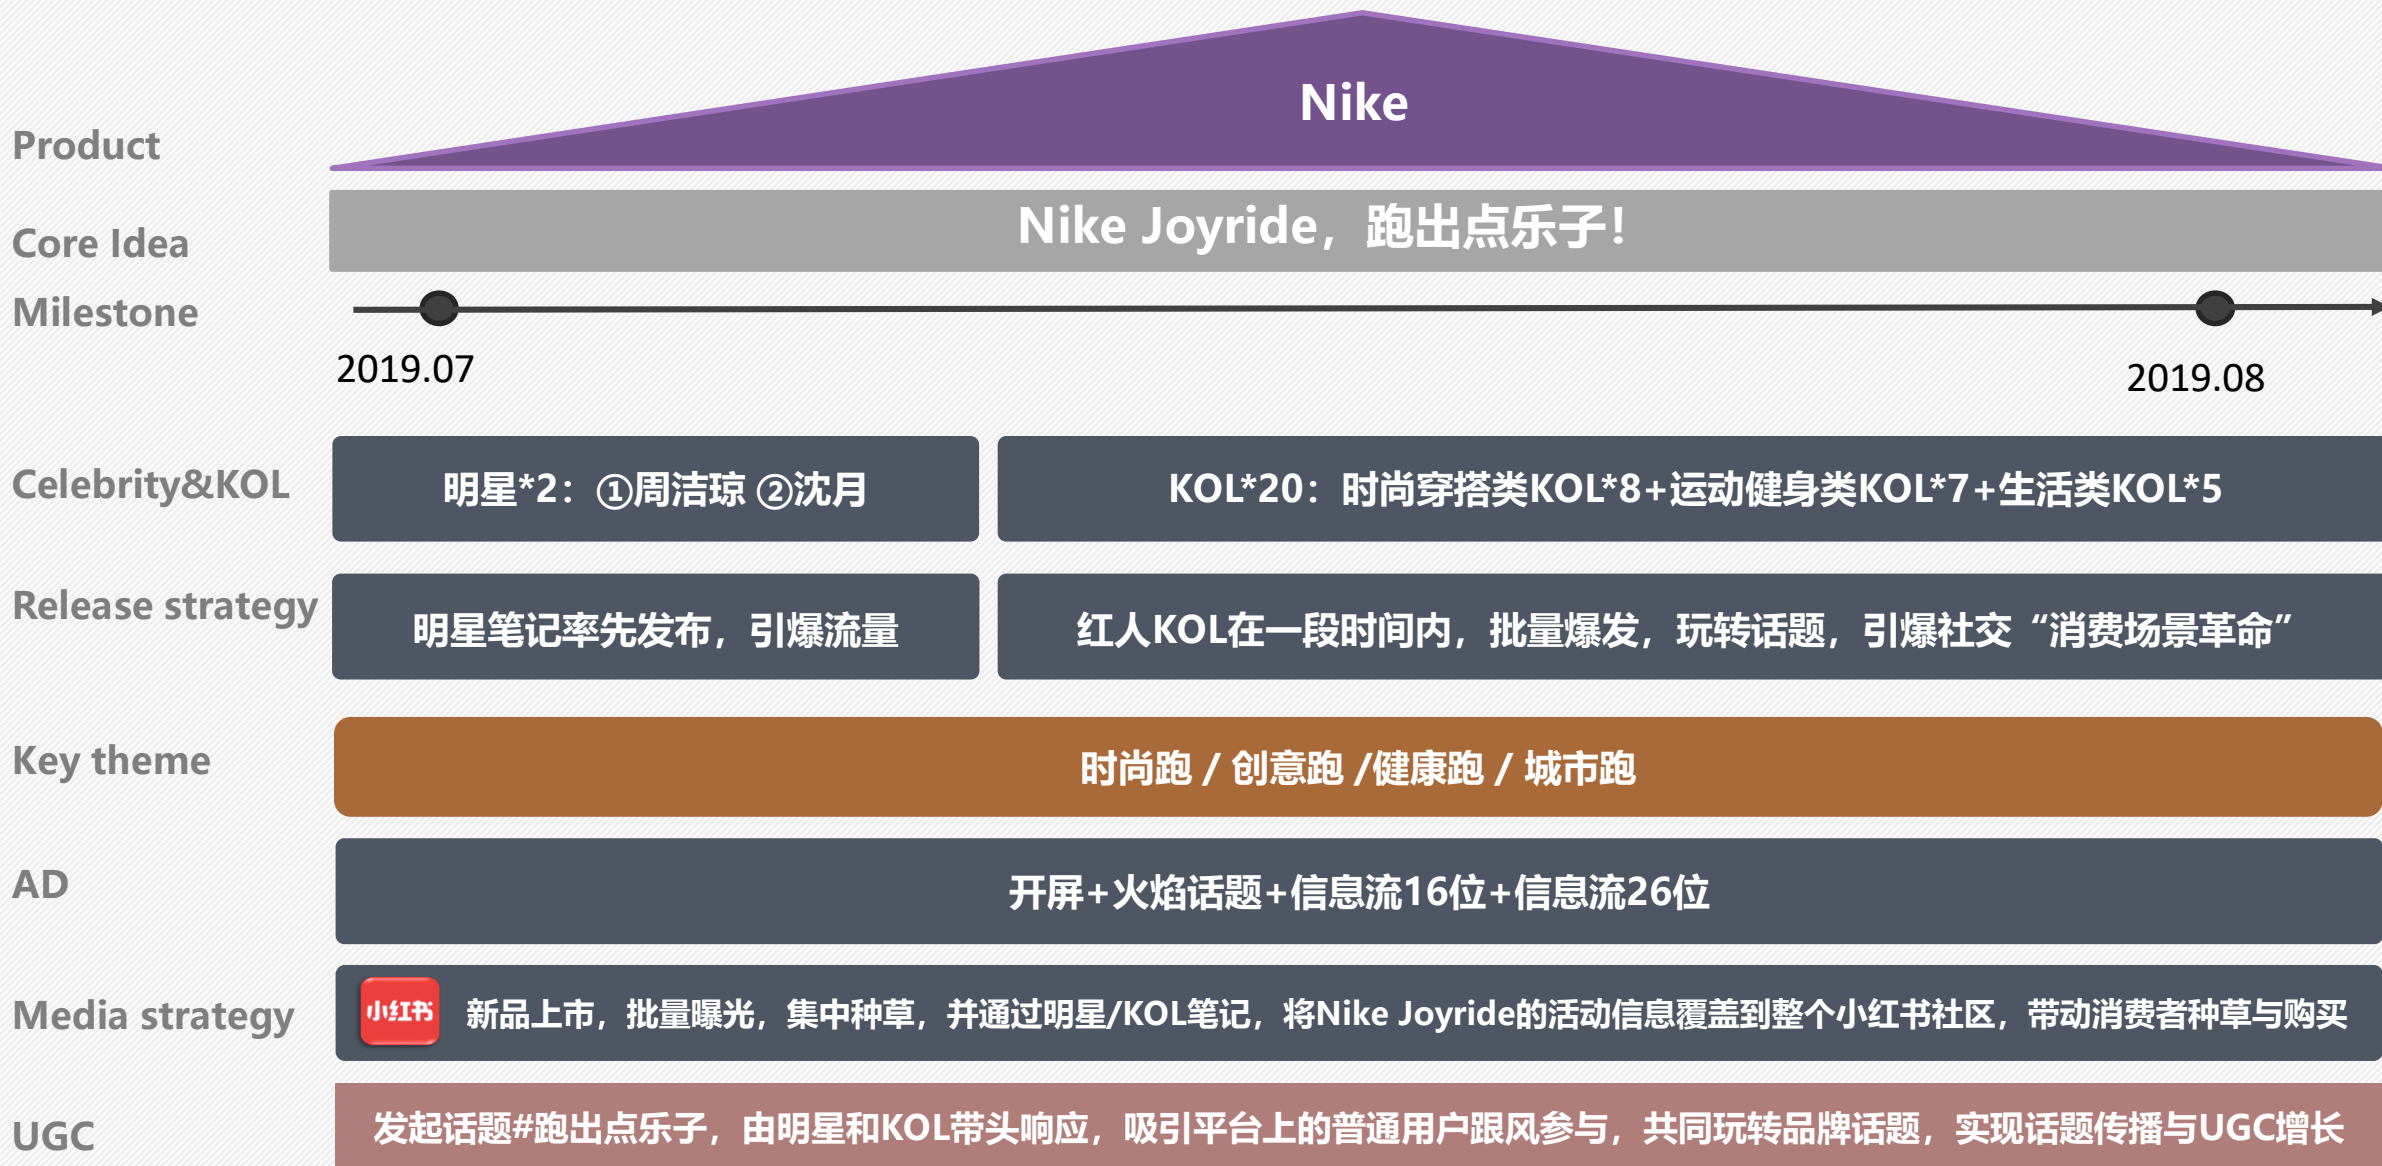 Nike
Product
Nike Joyride，跑出点乐子！
Core Idea
Milestone
2019.07
2019.08
Celebrity&KOL
明星*2：①周洁琼 ②沈月
KOL*20：时尚穿搭类KOL*8+运动健身类KOL*7+生活类KOL*5
Release strategy
明星笔记率先发布，引爆流量
红人KOL在一段时间内，批量爆发，玩转话题，引爆社交“消费场景革命”
Key theme
时尚跑 / 创意跑 /健康跑 / 城市跑
AD
开屏+火焰话题+信息流16位+信息流26位
Media strategy
小红书
新品上市，批量曝光，集中种草，并通过明星/KOL笔记，将Nike Joyride的活动信息覆盖到整个小红书社区，带动消费者种草与购买
UGC
发起话题#跑出点乐子，由明星和KOL带头响应，吸引平台上的普通用户跟风参与，共同玩转品牌话题，实现话题传播与UGC增长